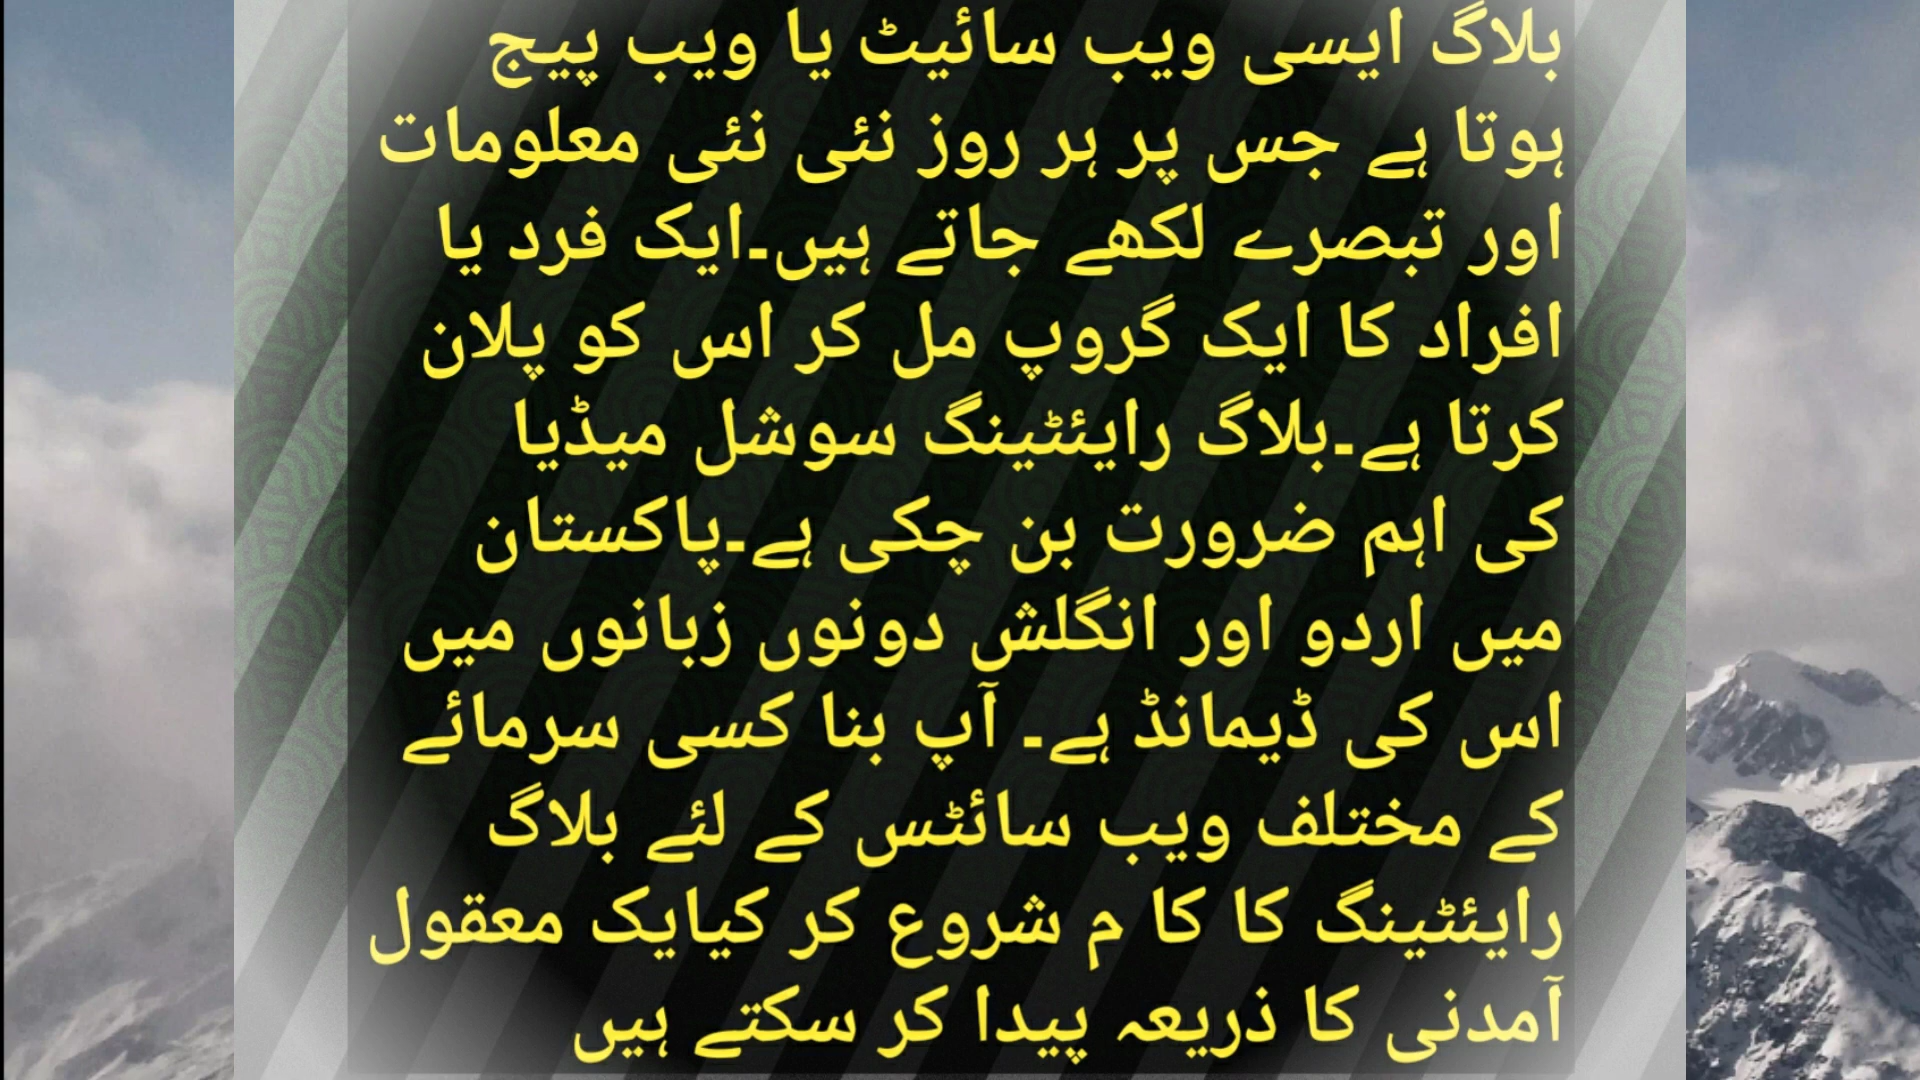 بلاگ ایسی ویب سائیٹ یا ویب پیج
ہوتا ہے جس پر ہر روز نئی نئی معلومات
اور تبصرے لکھے جاتے ہیں۔ایک فرد یا
افراد کا ایک گروپ مل کر اس کو پلان
کرتا ہے۔بلاگ رایئٹینگ سوشل میڈیا
کی اہم ضرورت بن چکی ہے۔پاکستان
میں اردو اور انگلش دونوں زبانوں میں
اس کی ڈیمانڈ ہے۔ آپ بنا کسی سرمائے
کے مختلف ویب سائٹس کے لئے بلاگ
رایئٹینگ کا کا م شروع کر کیایک معقول
آمدنی کا ذریعہ پیدا کر سکتے ہیں